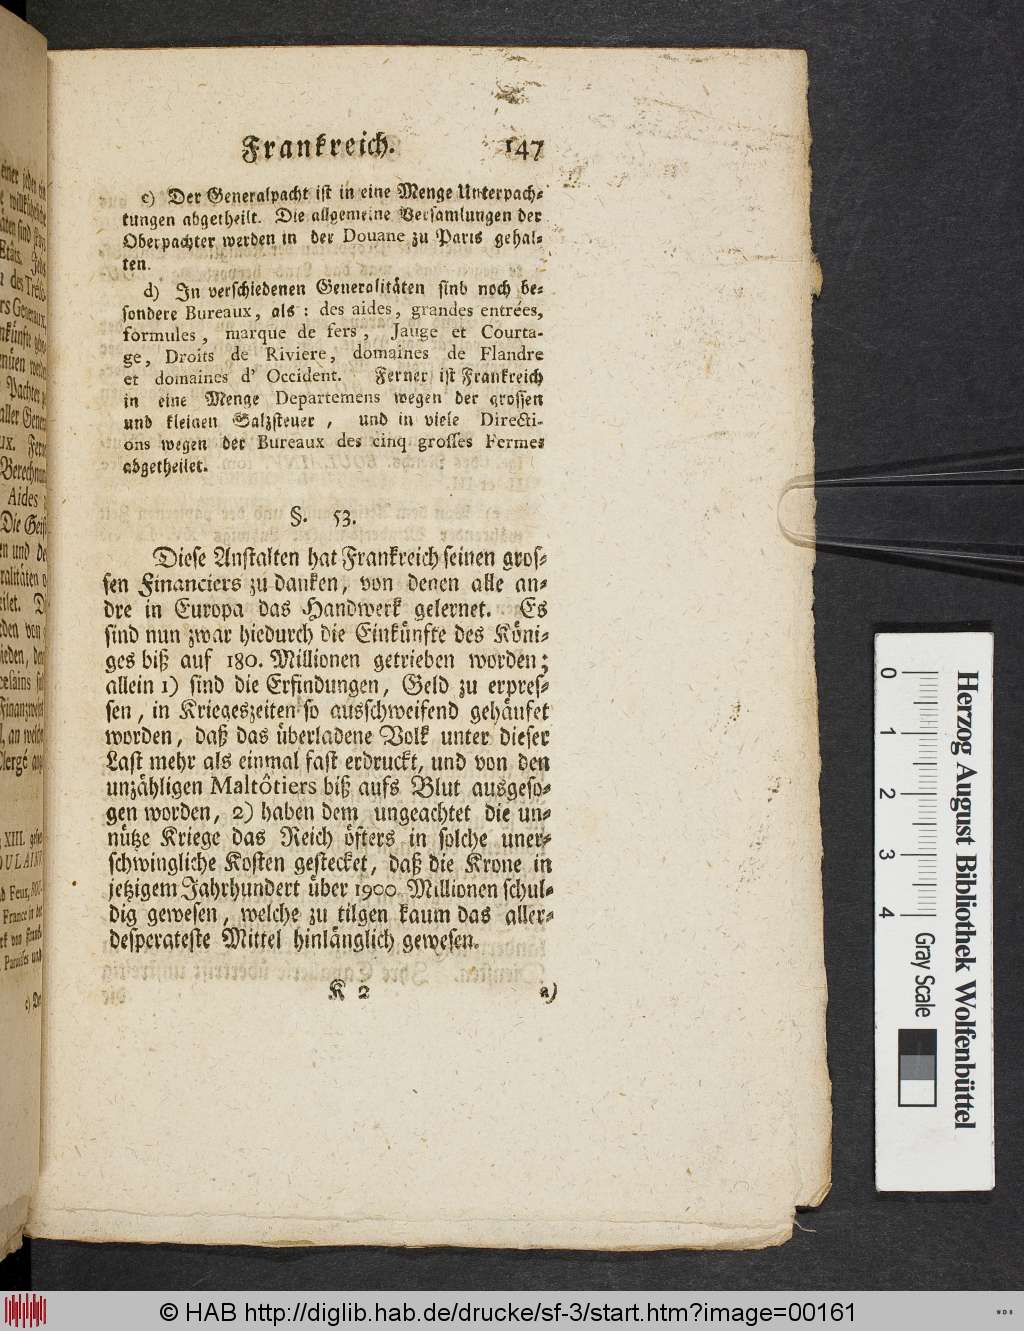 Frankreich. 147
c) Der Generalpacht ist in eine Menge Unterpach-
tungen abgetheilt. Die allgemeine Versamlungen der
Oberpachter werden in der Douane zu Paris gehal-
ten.
d) In verschiedenen Generalitäten sind noch be-
sondere Bureaux, als: des aides, grandes entrées,
formules, marque de fers, Jauge et Courta-
ge, Droits de Riviere, domaines de Flandre
et domaines d' Occident. Ferner ist Frankreich
in eine Menge Departemens wegen der grossen
und kleinen Salzsteuer, und in viele Directi-
ons wegen der Bureaux des cinq grosses Fermes
abgetheilet.
§. 53.
Diese Anstalten hat Frankreich seinen gros-
sen Financiers zu danken, von denen alle an-
dre in Europa das Handwerk gelernet. Es
sind nun zwar hiedurch die Einkünfte des Köni-
ges biß auf 180. Millionen getrieben worden;
allein 1) sind die Erfindungen, Geld zu erpres-
sen, in Kriegeszeiten so ausschweifend gehäufet
worden, daß das überladene Volk unter dieser
Last mehr als einmal fast erdruckt, und von den
unzähligen Maltôtiers biß aufs Blut ausgeso-
gen worden, 2) haben dem ungeachtet die un-
nütze Kriege das Reich öfters in solche uner-
schwingliche Kosten gestecket, daß die Krone in
jetzigem Jahrhundert über 1900 Millionen schul-
dig gewesen, welche zu tilgen kaum das aller-
desperateste Mittel hinlänglich gewesen.
K 2 a)
Herzog August Bibliothek Wolfenbüttel
0 1 2 3 4 Gray Scale
© HAB http://diglib.hab.de/drucke/sf-3/start.htm?image=00161